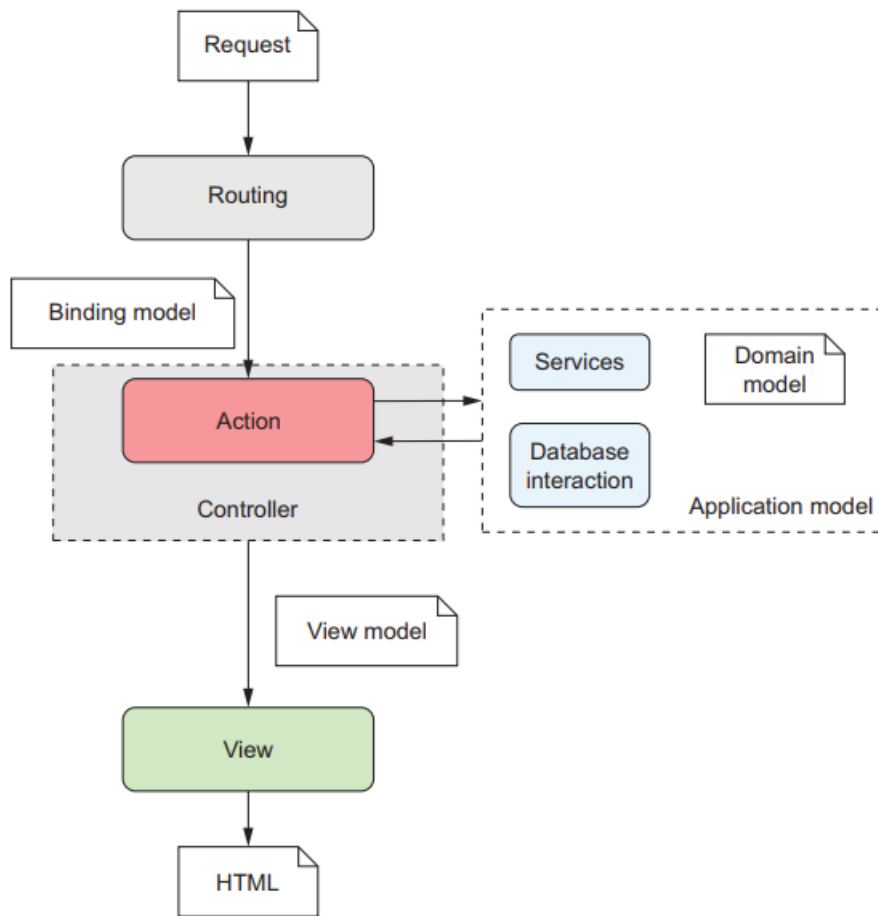 Request
Routing
Binding model
Services
Domain
model
Action
Database
interaction
Application model
Controller
View model
View
HTML